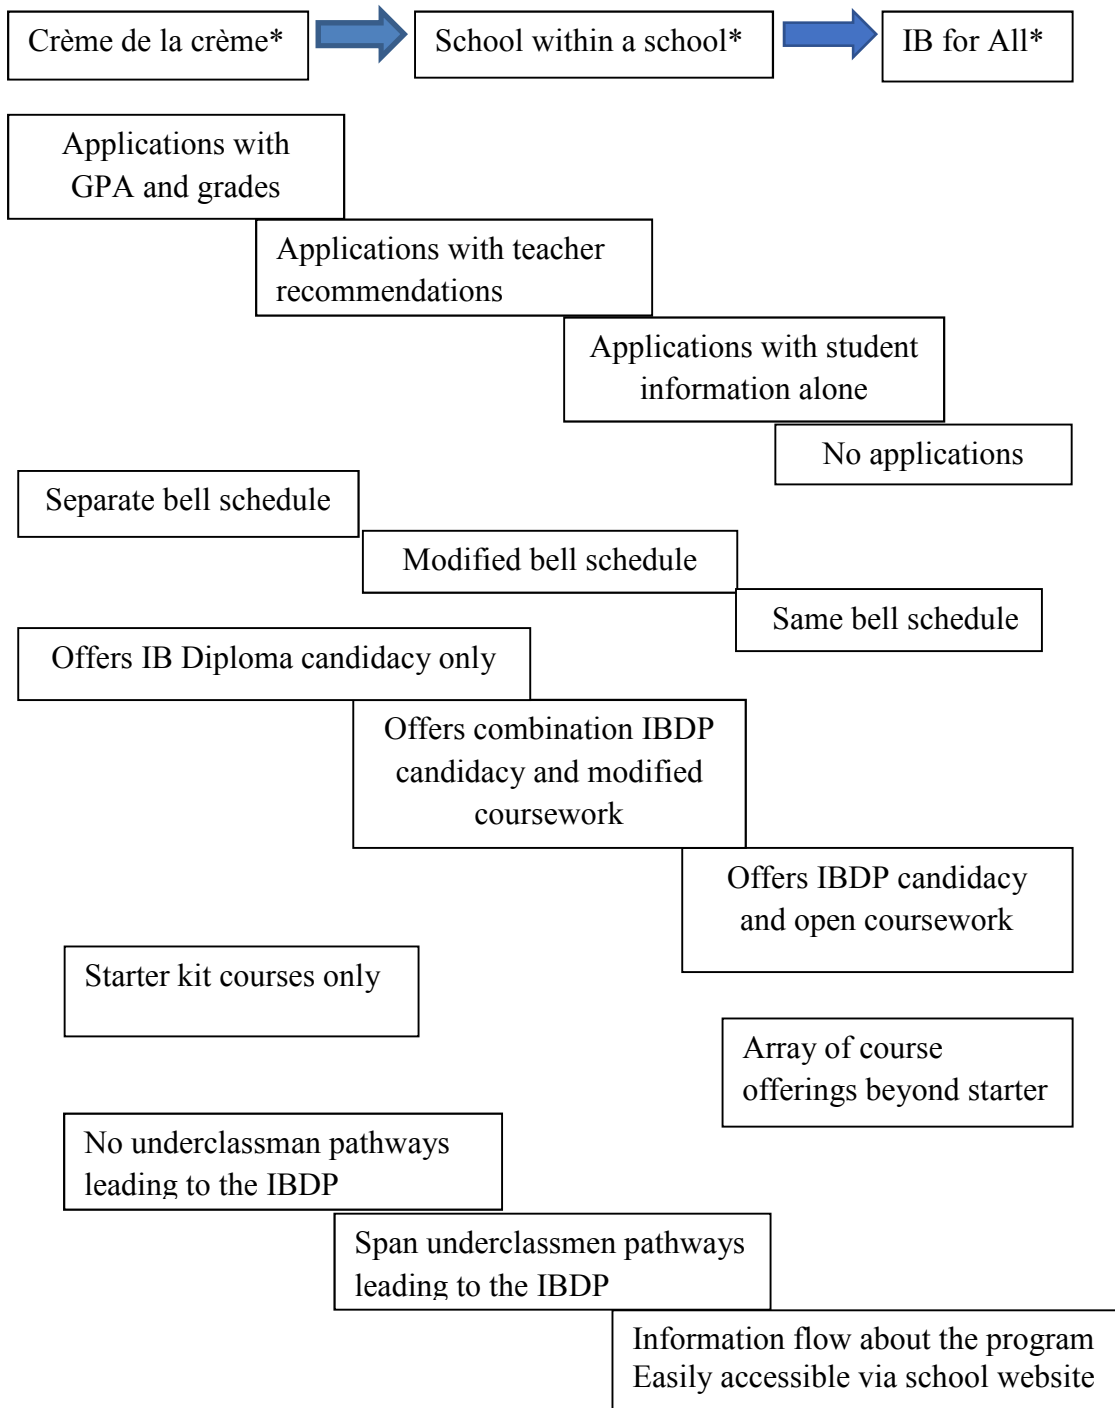 Crème de la crème*
School within a school*
IB for All*
Applications with
GPA and grades
Applications with teacher
recommendations
Applications with student
information alone
No applications
Separate bell schedule
Modified bell schedule
Same bell schedule
Offers IB Diploma candidacy only
Offers combination IBDP
candidacy and modified
coursework
Offers IBDP candidacy
and open coursework
Starter kit courses only
Array of course
offerings beyond starter
No underclassman pathways
leading to the IBDP
Span underclassmen pathways
leading to the IBDP
Information flow about the program
Easily accessible via school website